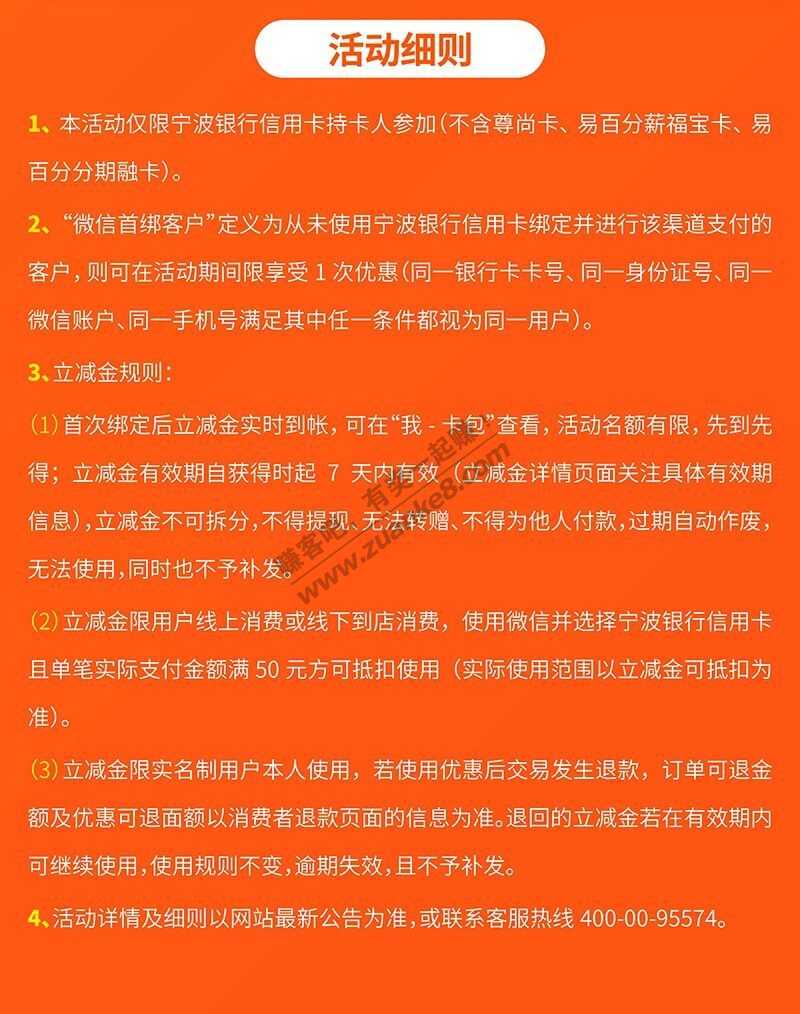 活动细则
1、本活动仅限宁波银行信用卡持卡人参加(不含尊尚卡、易百分薪福宝卡、易
百分分期融卡)。
2、“微信首绑客户”定义为从未使用宁波银行信用卡绑定并进行该渠道支付的
客户，则可在活动期间限享受 1 次优惠(同一银行卡卡号、同一身份证号、同一
微信账户、同一手机号满足其中任一条件都视为同一用户)。
3、立减金规则：
(1)首次绑定后立减金实时到帐，可在“我 - 卡包”查看，活动名额有限，先到先
得；立减金有效期自获得时起 7 天内有效（立减金详情页面关注具体有效期
信息），立减金不可拆分，不得提现、无法转赠、不得为他人付款，过期自动作废，
无法使用，同时也不予补发。
(2)立减金限用户线上消费或线下到店消费，使用微信并选择宁波银行信用卡
且单笔实际支付金额满 50 元方可抵扣使用（实际使用范围以立减金可抵扣为
准）。
(3)立减金限实名制用户本人使用，若使用优惠后交易发生退款，订单可退金
额及优惠可退面额以消费者退款页面的信息为准。退回的立减金若在有效期内
可继续使用，使用规则不变，逾期失效，且不予补发。
4、活动详情及细则以网站最新公告为准，或联系客服热线 400-00-95574。
赚客吧，有奖一起赚！
www.zuanke8.com